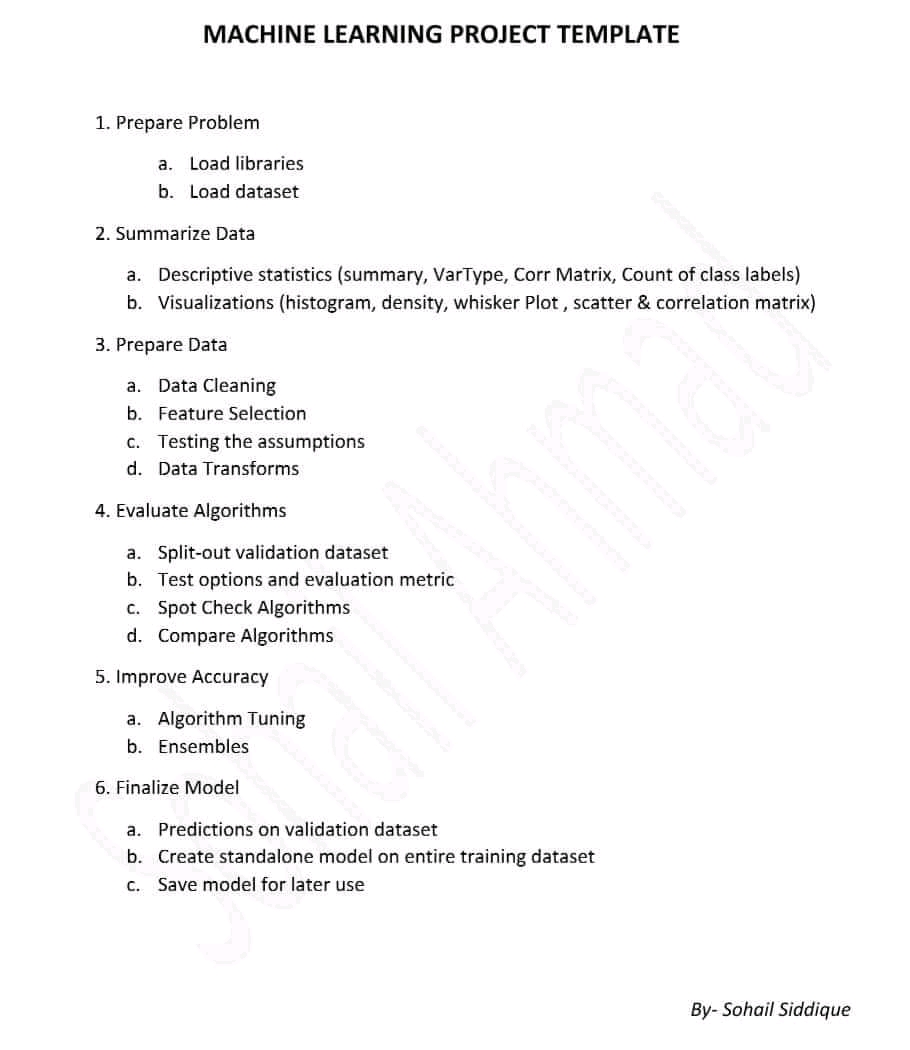 MACHINE LEARNING PROJECT TEMPLATE
1. Prepare Problem
a. Load libraries
b. Load dataset
2. Summarize Data
a. Descriptive statistics (summary, VarType, Corr Matrix, Count of class labels)
b. Visualizations (histogram, density, whisker Plot , scatter & correlation matrix)
3. Prepare Data
a. Data Cleaning
b. Feature Selection
c. Testing the assumptions
d. Data Transforms
4. Evaluate Algorithms
a. Split-out validation dataset
b. Test options and evaluation metric
c. Spot Check Algorithms
d. Compare Algorithms
5. Improve Accuracy
a. Algorithm Tuning
b. Ensembles
6. Finalize Model
a. Predictions on validation dataset
b. Create standalone model on entire training dataset
c. Save model for later use
By- Sohail Siddique
Sohail Ahmad